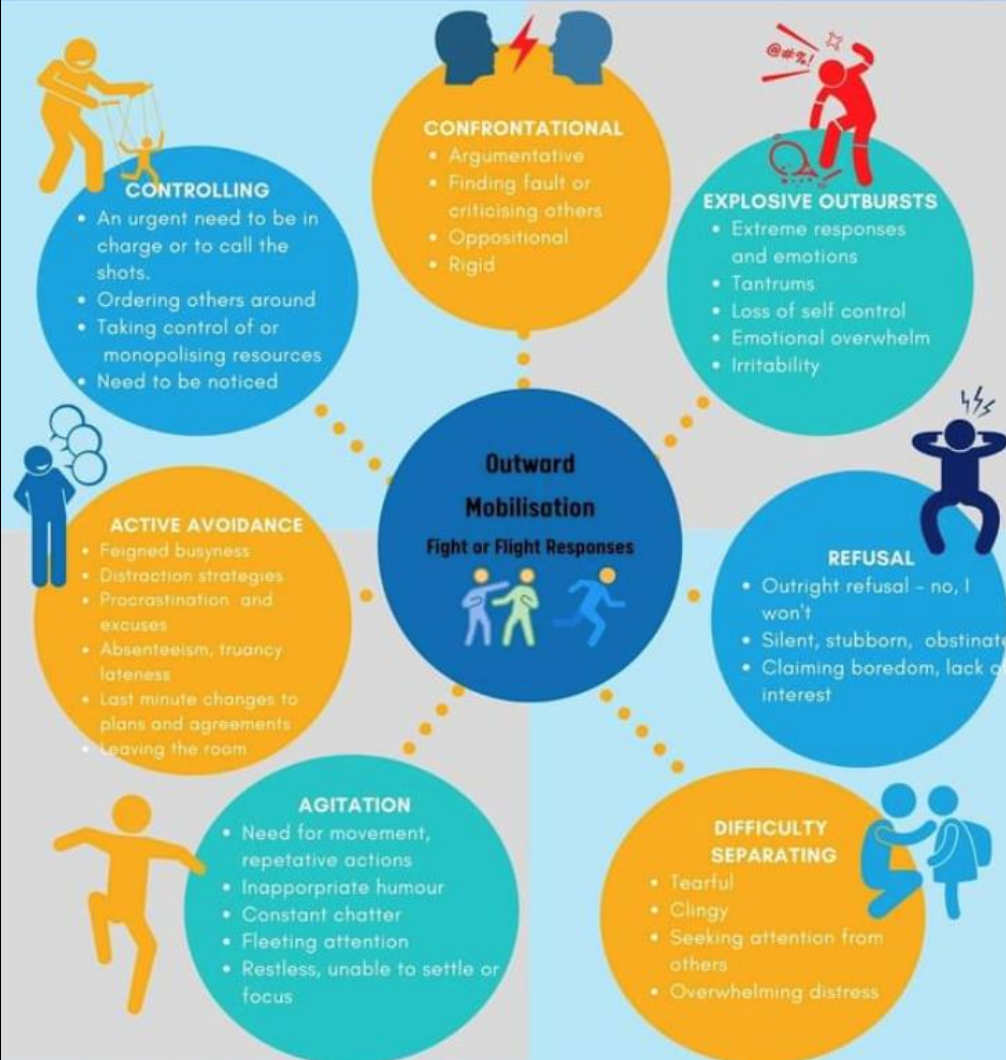 @#%!
CONFRONTATIONAL
• Argumentative
• Finding fault or
criticising others
• Oppositional
• Rigid
CONTROLLING
• An urgent need to be in
charge or to call the
shots.
• Ordering others around
• Taking control of or
monopolising resources
• Need to be noticed
EXPLOSIVE OUTBURSTS
• Extreme responses
and emotions
• Tantrums
• Loss of self control
• Emotional overwhelm
• Irritability
Outward
Mobilisation
Fight or Flight Responses
ACTIVE AVOIDANCE
• Feigned busyness
• Distraction strategies
• Procrastination and
excuses
• Absenteeism, truancy
lateness
• Last minute changes to
plans and agreements
• Leaving the room
REFUSAL
• Outright refusal - no, I
won't
• Silent, stubborn, obstinate
• Claiming boredom, lack o
interest
AGITATION
• Need for movement,
repetative actions
• Inapporpriate humour
• Constant chatter
• Fleeting attention
• Restless, unable to settle or
focus
DIFFICULTY
SEPARATING
• Tearful
• Clingy
• Seeking attention from
others
• Overwhelming distress